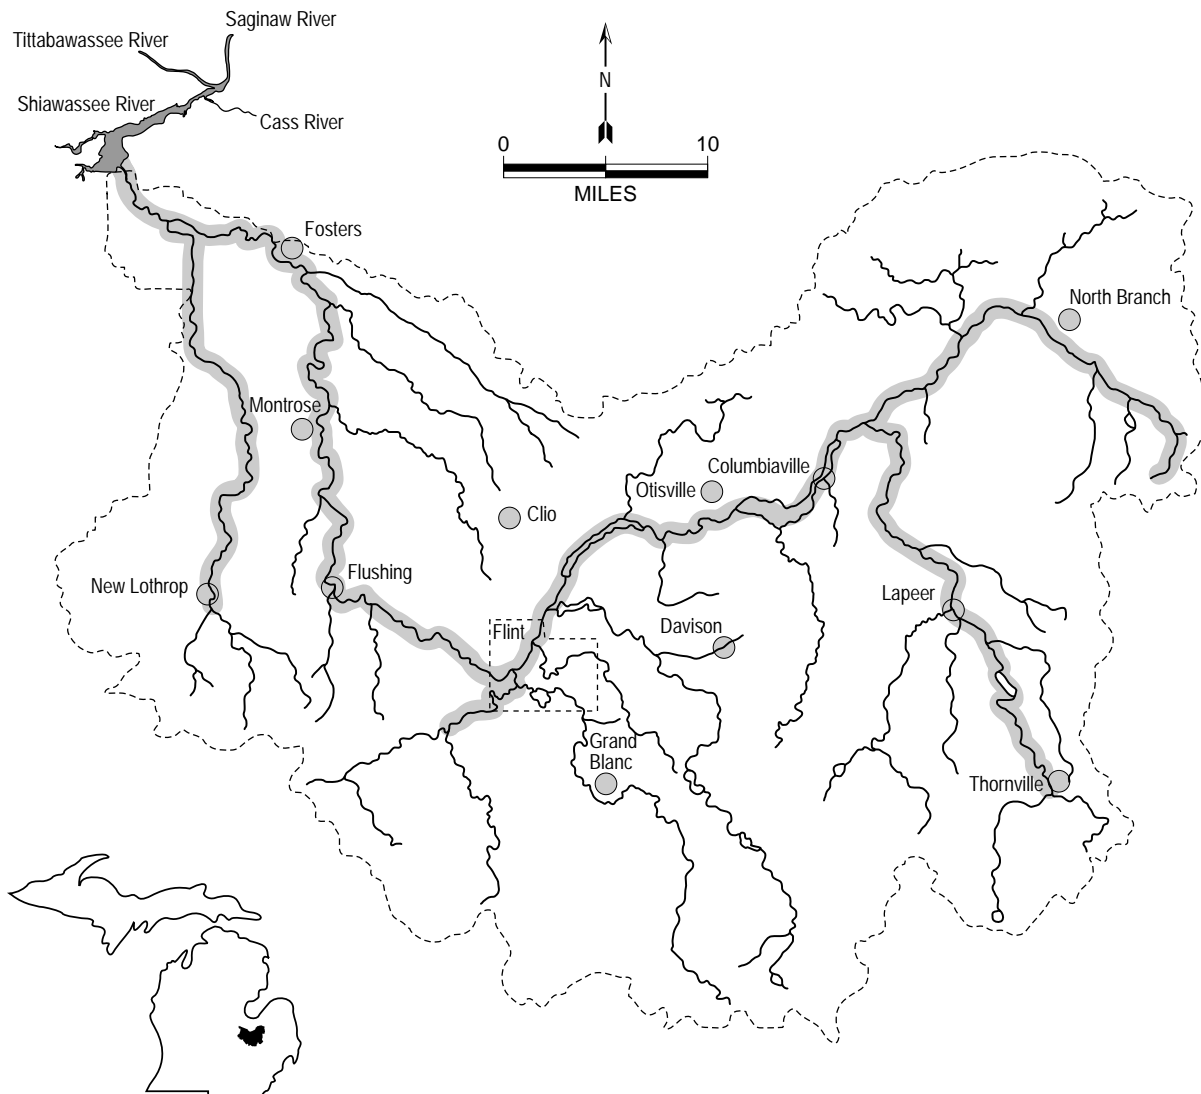 Saginaw River
Tittabawassee River
Shiawassee River
Cass River
N
0 10
MILES
Fosters
North Branch
Montrose
Columbiaville
Otisville
Clio
New Lothrop
Flushing
Lapeer
Flint
Davison
Grand
Blanc
Thornville